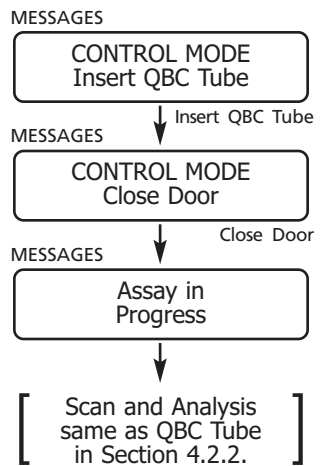 MESSAGES
CONTROL MODE
Insert QBC Tube
Insert QBC Tube
MESSAGES
CONTROL MODE
Close Door
Close Door
MESSAGES
Assay in
Progress
[ Scan and Analysis
same as QBC Tube
in Section 4.2.2. ]